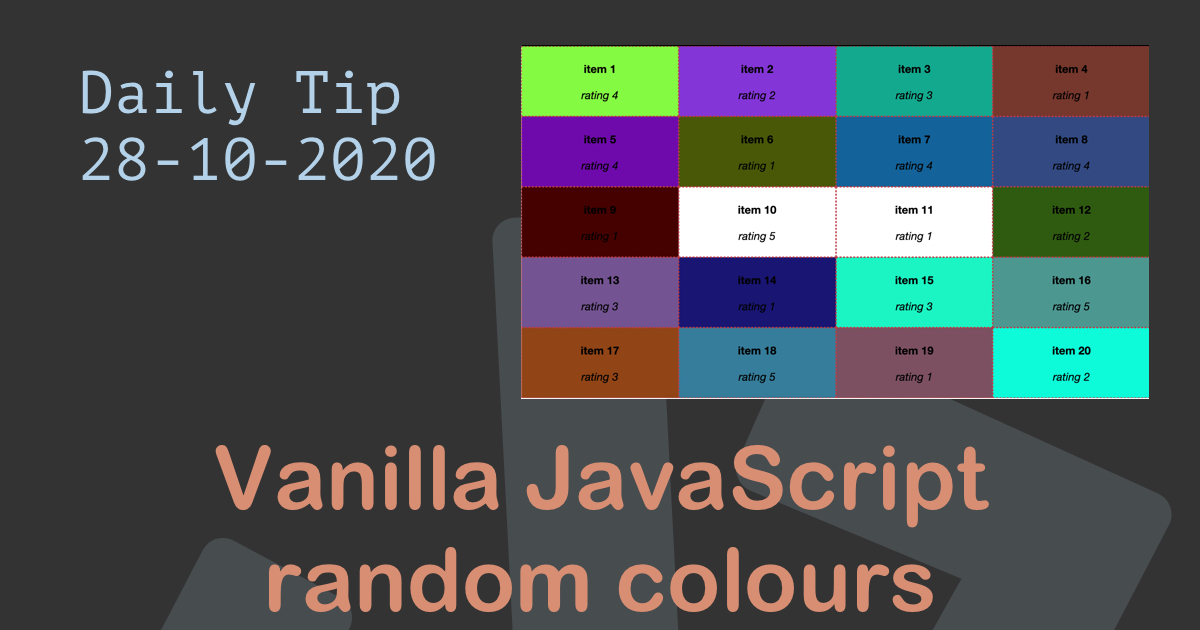 Daily Tip
28-10-2020
item 1 item 2 item 3 item 4
rating 4 rating 2 rating 3 rating 1
item 5 item 6 item 7 item 8
rating 4 rating 1 rating 4 rating 4
item 9 item 10 item 11 item 12
rating 1 rating 5 rating 1 rating 2
item 13 item 14 item 15 item 16
rating 3 rating 1 rating 3 rating 5
item 17 item 18 item 19 item 20
rating 3 rating 5 rating 1 rating 2
Vanilla JavaScript
random colours